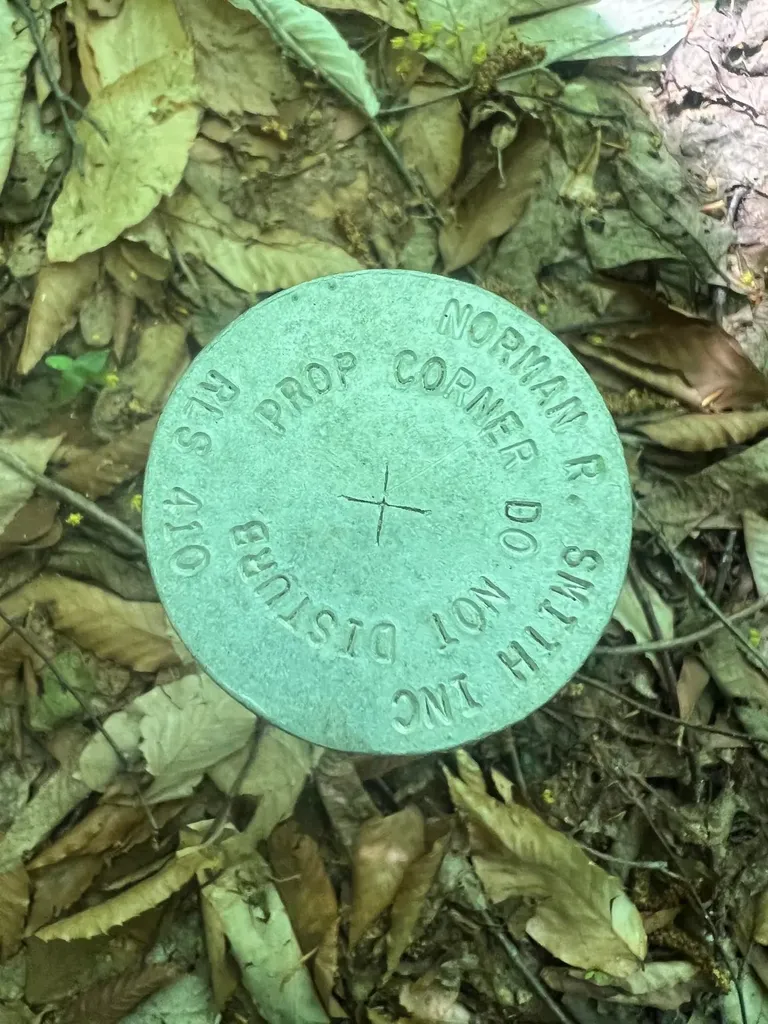 NORMAN R. SMITH INC
RLS 410
PROP CORNER DO NOT DISTURB